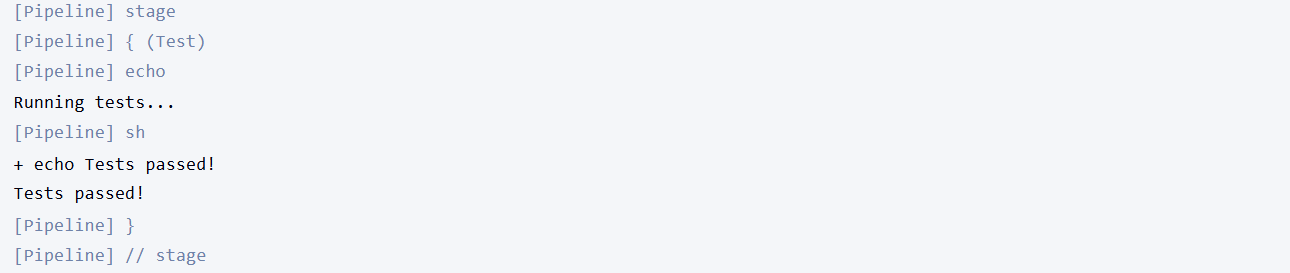 [Pipeline] stage
[Pipeline] { (Test)
[Pipeline] echo
Running tests...
[Pipeline] sh
+ echo Tests passed!
Tests passed!
[Pipeline] }
[Pipeline] // stage